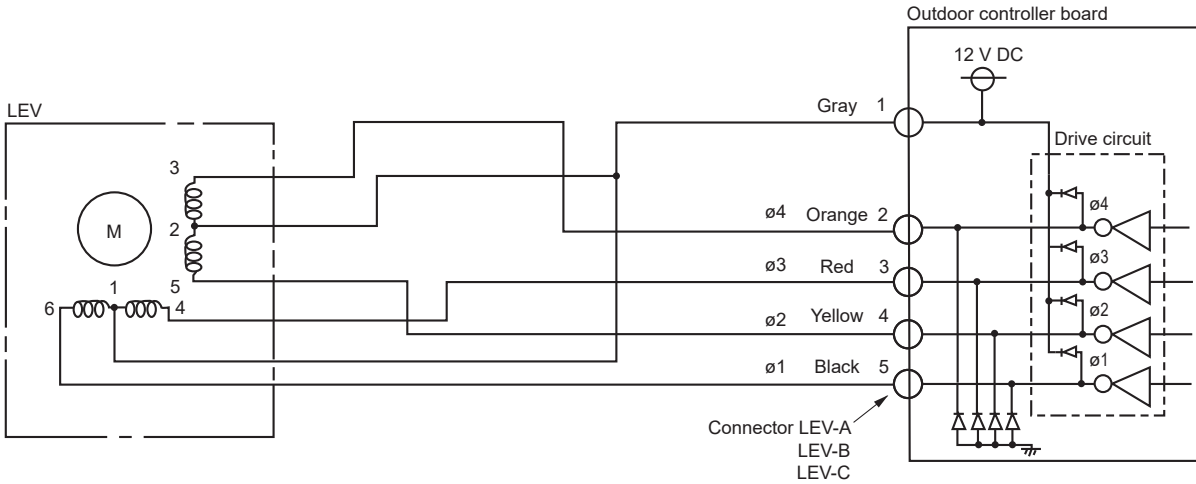 Outdoor controller board
12 V DC
LEV
Gray 1
Drive circuit
3
ø4 Orange 2
ø4
M
2
ø3 Red 3
ø3
5
1
6
4
ø2 Yellow 4
ø2
ø1 Black 5
ø1
Connector LEV-A
LEV-B
LEV-C